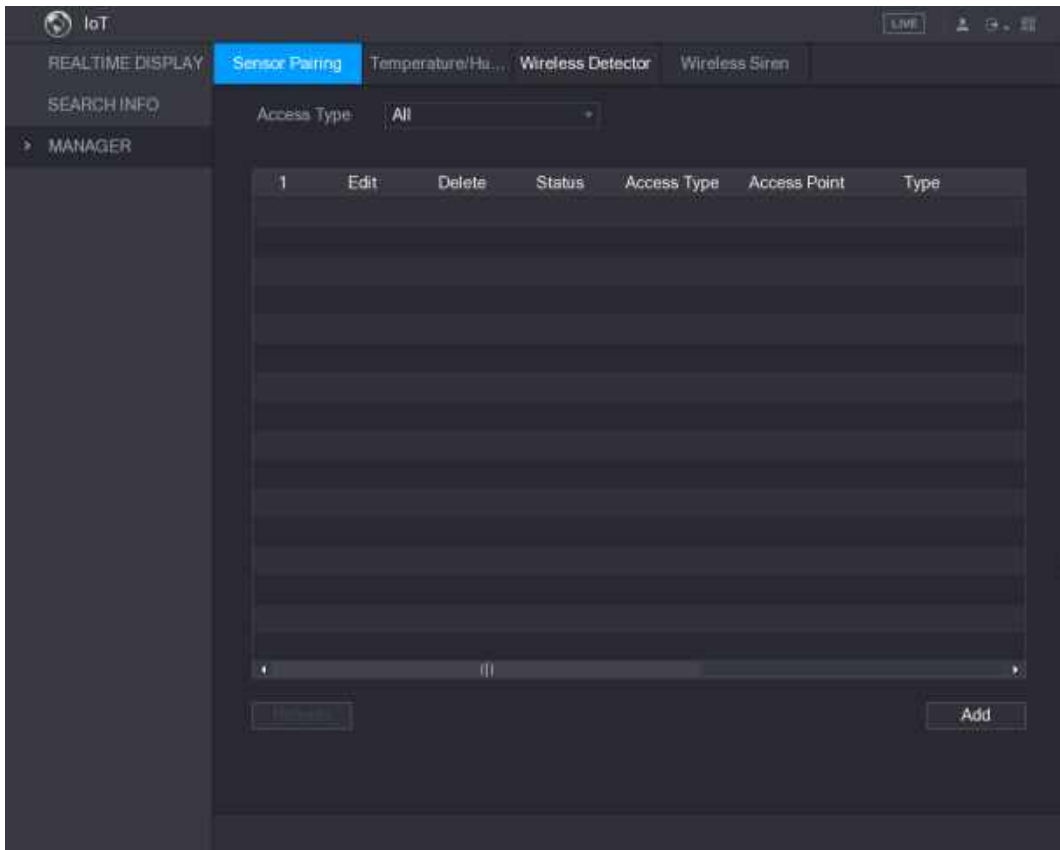 IoT
LIVE
REALTIME DISPLAY
SEARCH INFO
MANAGER
Sensor Pairing
Temperature/Hu...
Wireless Detector
Wireless Siren
Access Type
All
1 Edit Delete Status Access Type Access Point Type
Add